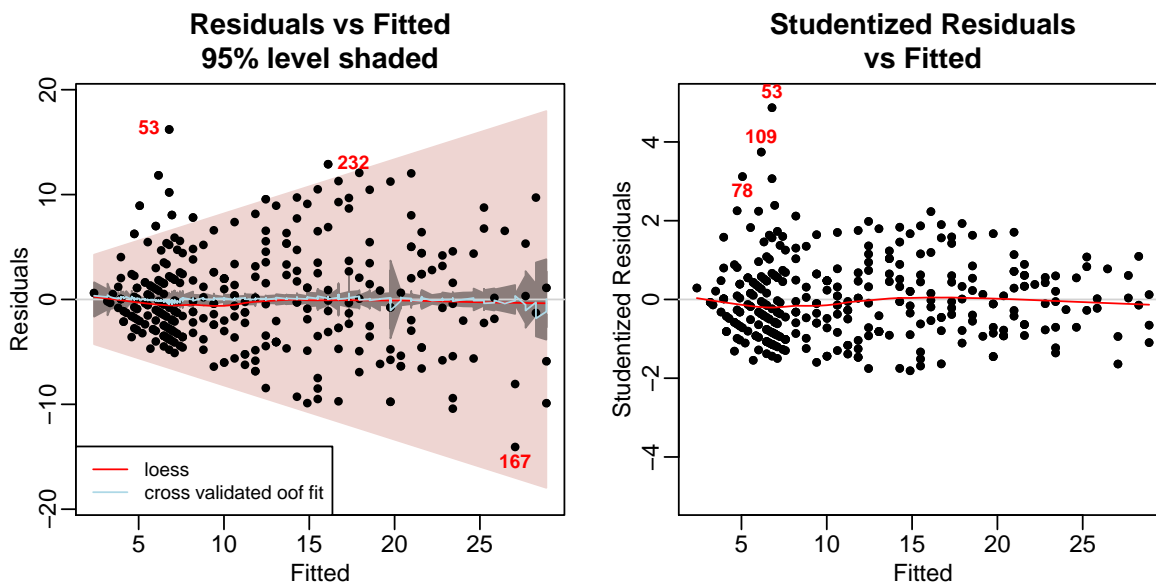 Residuals vs Fitted
95% level shaded
Residuals
20
10
0
-10
-20
53
232
167
loess
cross validated oof fit
5
10
15
20
25
Fitted
Studentized Residuals
vs Fitted
Studentized Residuals
4
2
0
-2
-4
53
109
78
5
10
15
20
25
Fitted